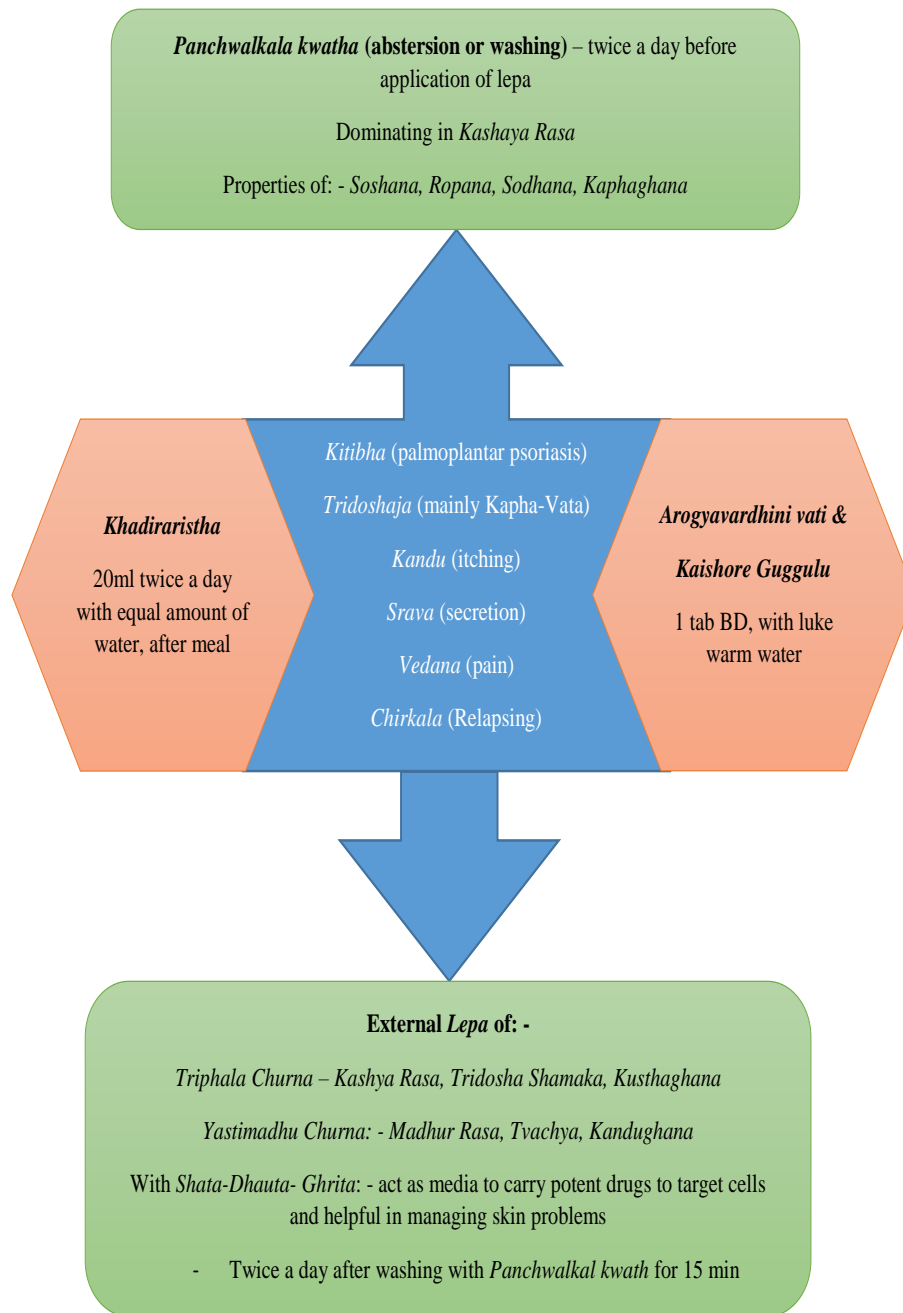 Panchwalkala kwatha (abstersion or washing) – twice a day before
application of lepa
Dominating in Kashaya Rasa
Properties of: - Soshana, Ropana, Sodhana, Kaphaghana
Khadiraristha
20ml twice a day
with equal amount of
water, after meal
Kitibha (palmoplantar psoriasis)
Tridoshaja (mainly Kapha-Vata)
Kandu (itching)
Srava (secretion)
Vedana (pain)
Chirkala (Relapsing)
Arogyavardhini vati &
Kaishore Guggulu
1 tab BD, with luke
warm water
External Lepa of: -
Triphala Churna – Kashya Rasa, Tridosha Shamaka, Kusthaghana
Yastimadhu Churna: - Madhur Rasa, Tvachya, Kandughana
With Shata-Dhauta- Ghrita: - act as media to carry potent drugs to target cells
and helpful in managing skin problems
- Twice a day after washing with Panchwalkal kwath for 15 min